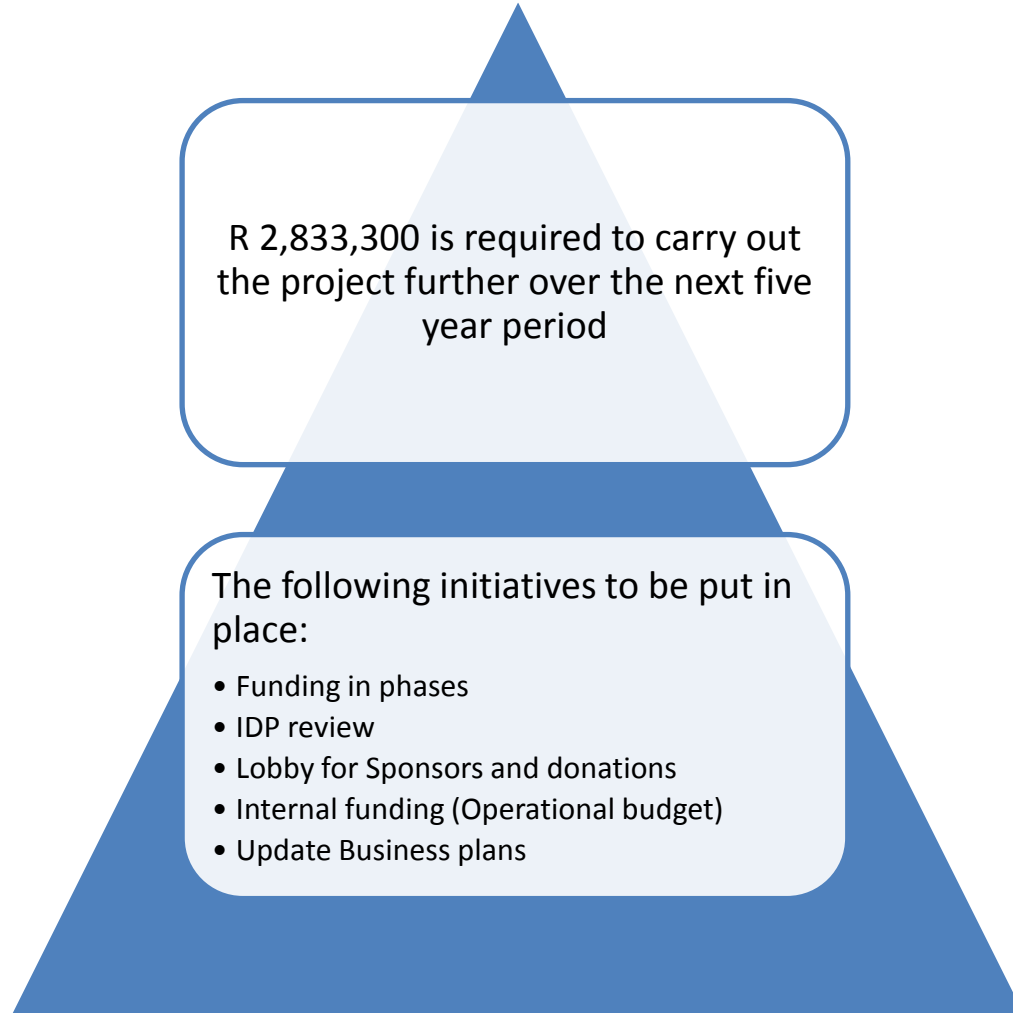 R 2,833,300 is required to carry out
the project further over the next five
year period
The following initiatives to be put in
place:
• Funding in phases
• IDP review
• Lobby for Sponsors and donations
• Internal funding (Operational budget)
• Update Business plans